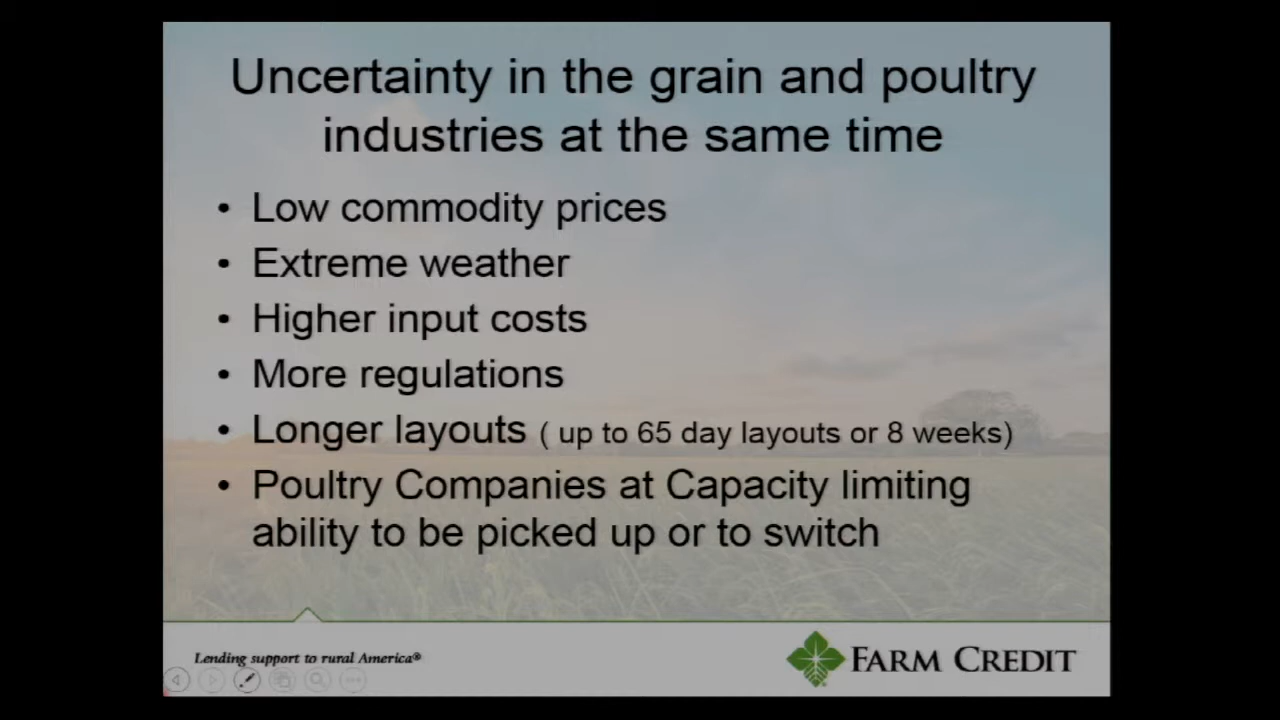 Uncertainty in the grain and poultry
industries at the same time
• Low commodity prices
• Extreme weather
• Higher input costs
• More regulations
• Longer layouts ( up to 65 day layouts or 8 weeks)
• Poultry Companies at Capacity limiting
ability to be picked up or to switch
Lending support to rural America®
FARM CREDIT